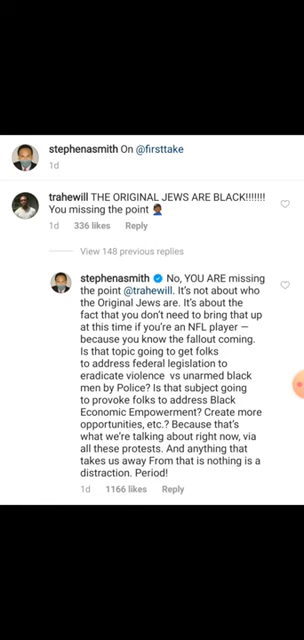 stephenasmith On @firsttake
1d
trahewill THE ORIGINAL JEWS ARE BLACK!!!!!!!
You missing the point 🤦🏾‍♂️
1d 336 likes Reply
View 148 previous replies
stephenasmith No, YOU ARE missing
the point @trahewill. It's not about who
the Original Jews are. It's about the
fact that you don't need to bring that up
at this time if you're an NFL player —
because you know the fallout coming.
Is that topic going to get folks
to address federal legislation to
eradicate violence vs unarmed black
men by Police? Is that subject going
to provoke folks to address Black
Economic Empowerment? Create more
opportunities, etc.? Because that's
what we're talking about right now, via
all these protests. And anything that
takes us away From that is nothing is a
distraction. Period!
1d 1166 likes Reply